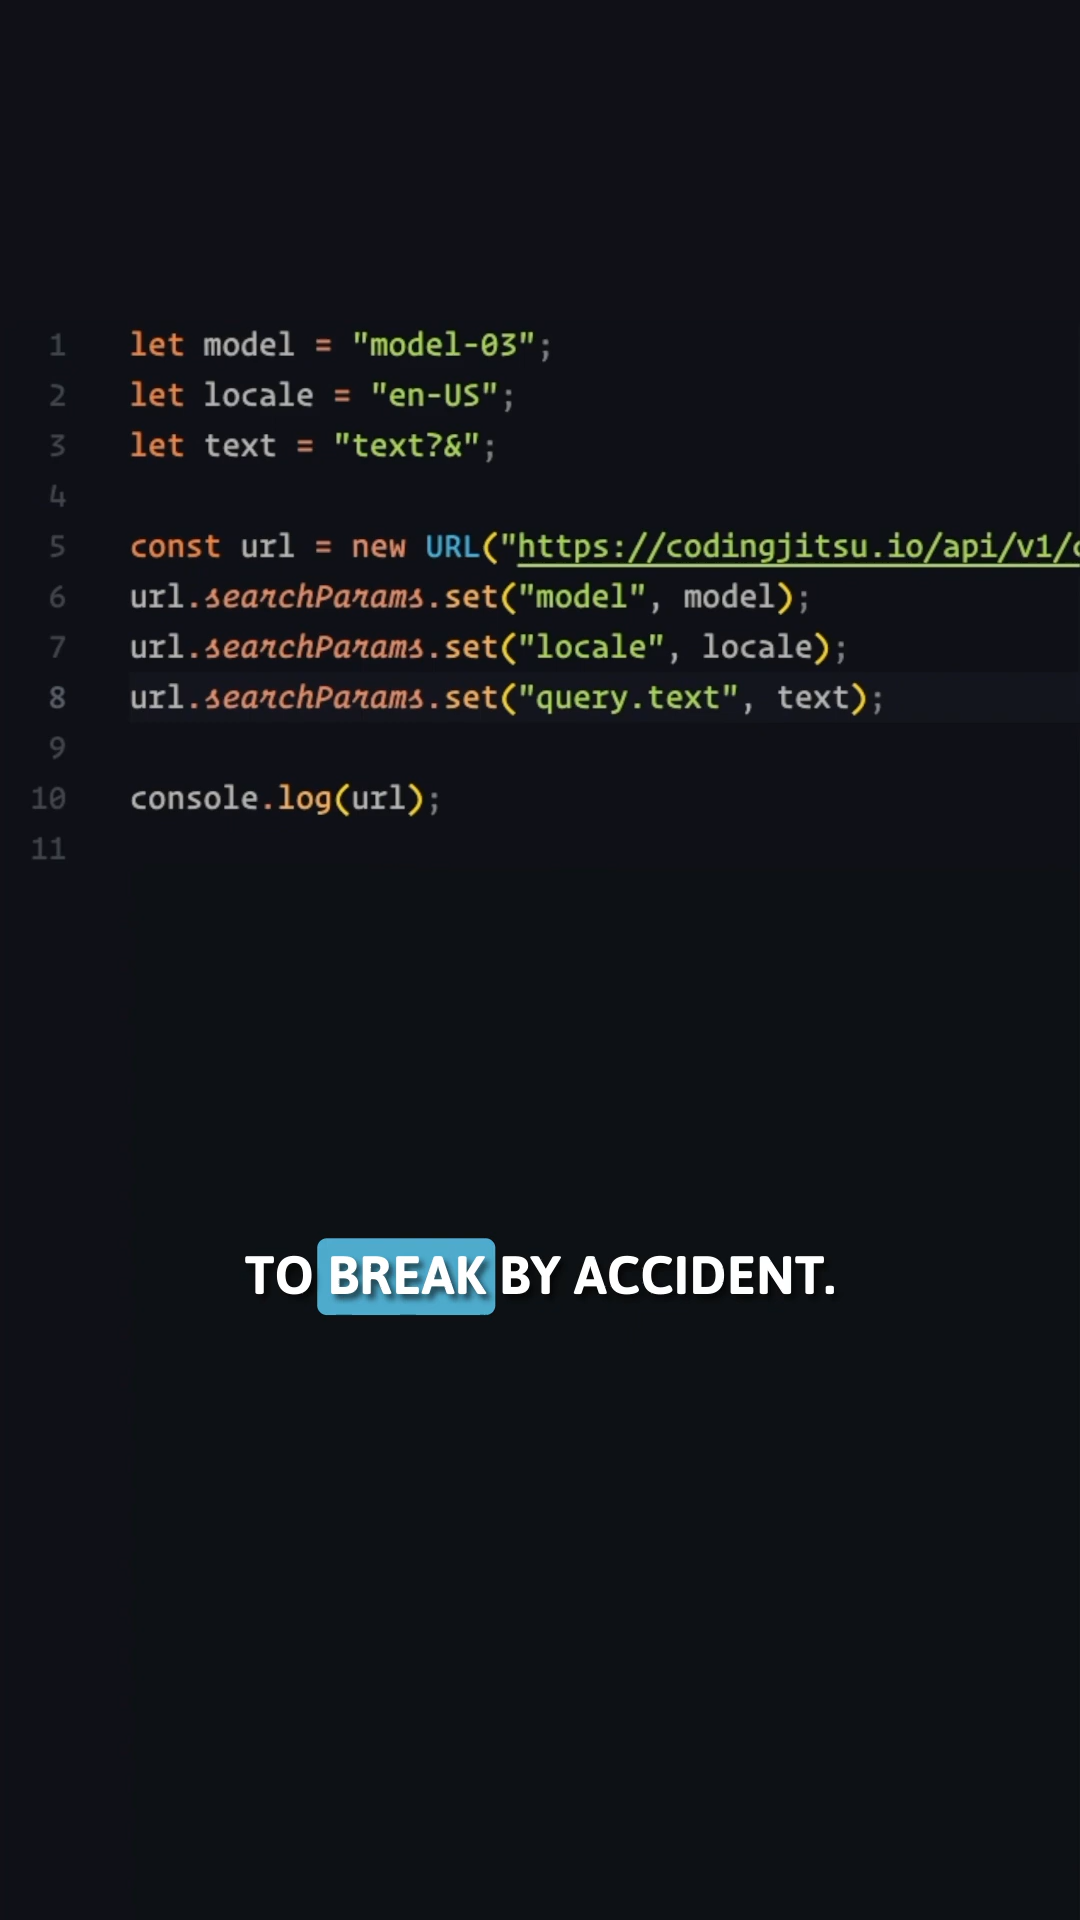 1 let model = "model-03";
2 let locale = "en-US";
3 let text = "text?&";
4
5 const url = new URL("https://codingjitsu.io/api/v1/
6 url.searchParams.set("model", model);
7 url.searchParams.set("locale", locale);
8 url.searchParams.set("query.text", text);
9
10 console.log(url);
11
TO BREAK BY ACCIDENT.